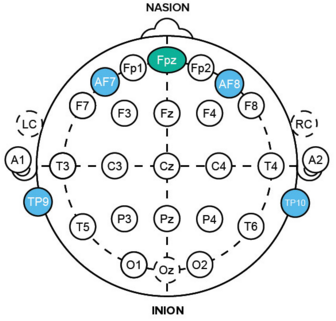 NASION
Fp1 Fpz Fp2
AF7 AF8
F7 F3 Fz F4 F8
LC RC
A1 T3 C3 Cz C4 T4 A2
TP9 TP10
T5 P3 Pz P4 T6
O1 Oz O2
INION